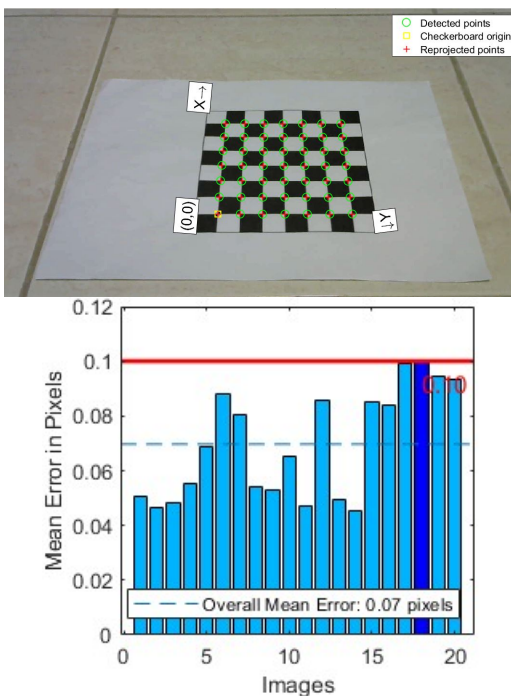 Detected points
Checkerboard origin
Reprojected points
X→
(0,0)
Y→
0.12
0.1
0.10
0.08
0.06
0.04
0.02
0
Mean Error in Pixels
Overall Mean Error: 0.07 pixels
0 5 10 15 20
Images